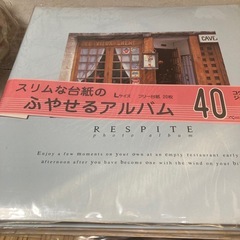 CAVE
スリムな台紙の
ふやせるアルバム
Lサイズ フリー台紙 20枚
40
RESPITE
photo album
Enjoy a few moments on your own at an empty restaurant early
afternoon after you have become one with the wind on your